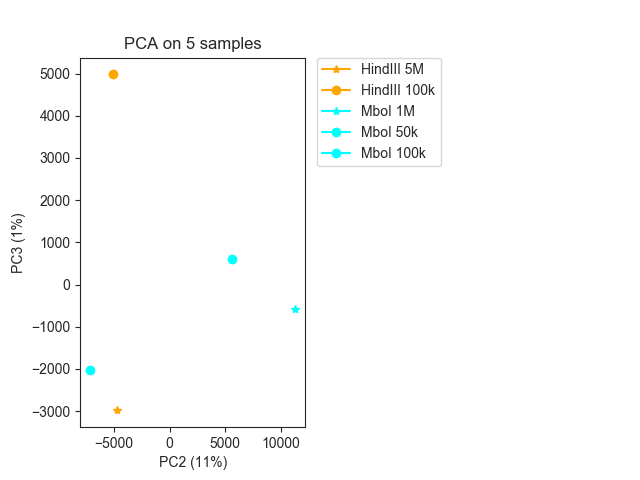 PCA on 5 samples
HindIII 5M
HindIII 100k
MboI 1M
MboI 50k
MboI 100k
5000
4000
3000
2000
1000
0
−1000
−2000
−3000
PC3 (1%)
−5000 0 5000 10000
PC2 (11%)